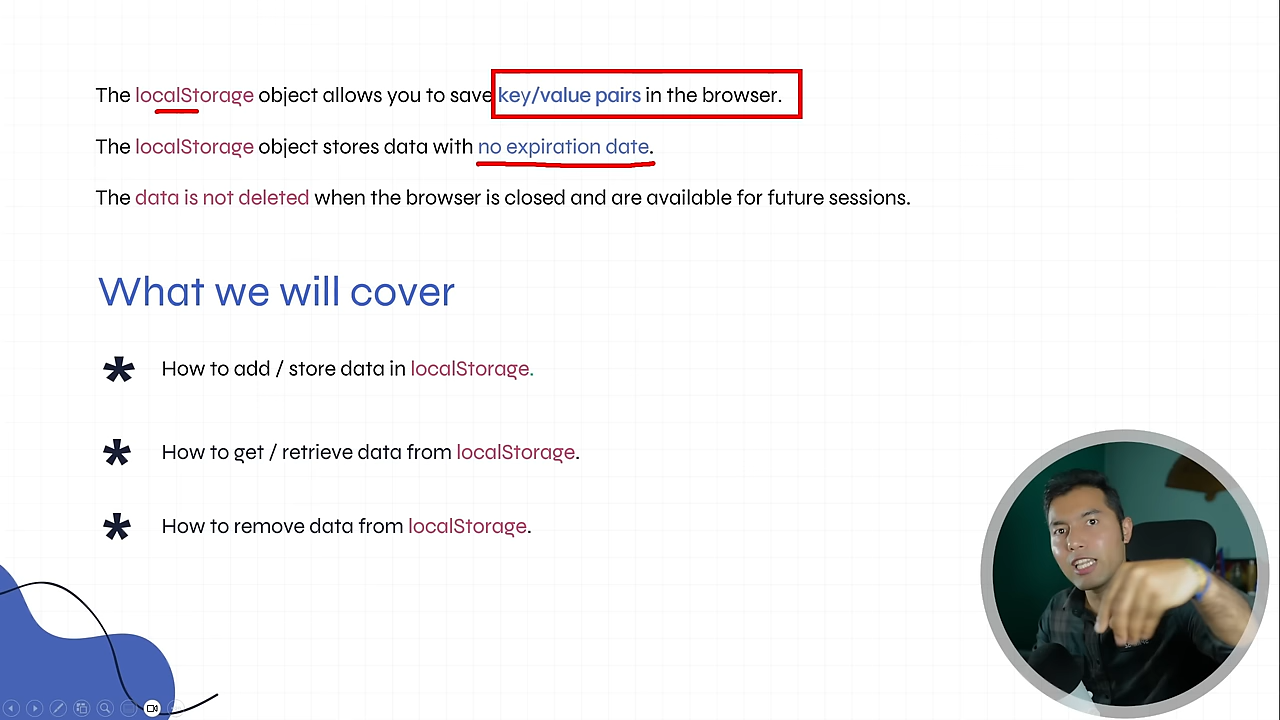 The localStorage object allows you to save key/value pairs in the browser.
The localStorage object stores data with no expiration date.
The data is not deleted when the browser is closed and are available for future sessions.
What we will cover
* How to add / store data in localStorage.
* How to get / retrieve data from localStorage.
* How to remove data from localStorage.